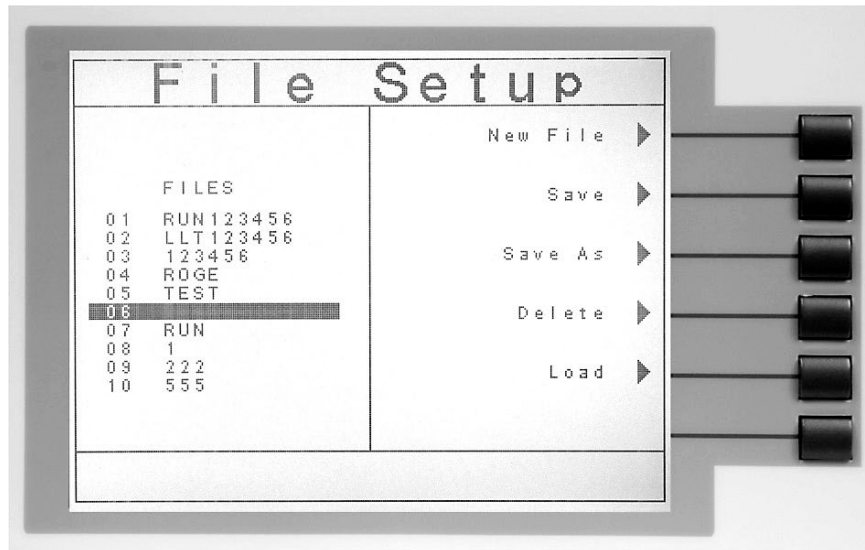 File Setup
FILES
01 RUN123456
02 LLT123456
03 123456
04 ROGE
05 TEST
06
07 RUN
08 1
09 222
10 555
New File
Save
Save As
Delete
Load